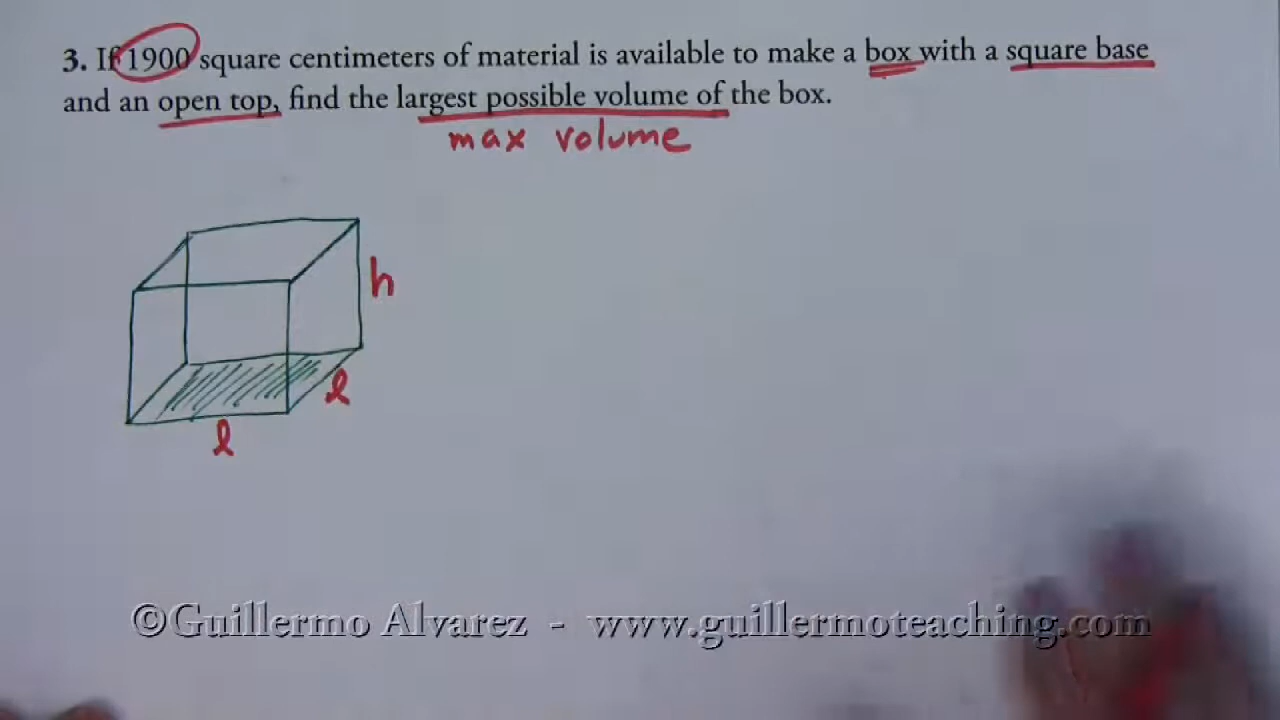 3. If 1900 square centimeters of material is available to make a box with a square base
and an open top, find the largest possible volume of the box.
max volume
h
l
l
©Guillermo Alvarez - www.guillermoteaching.com